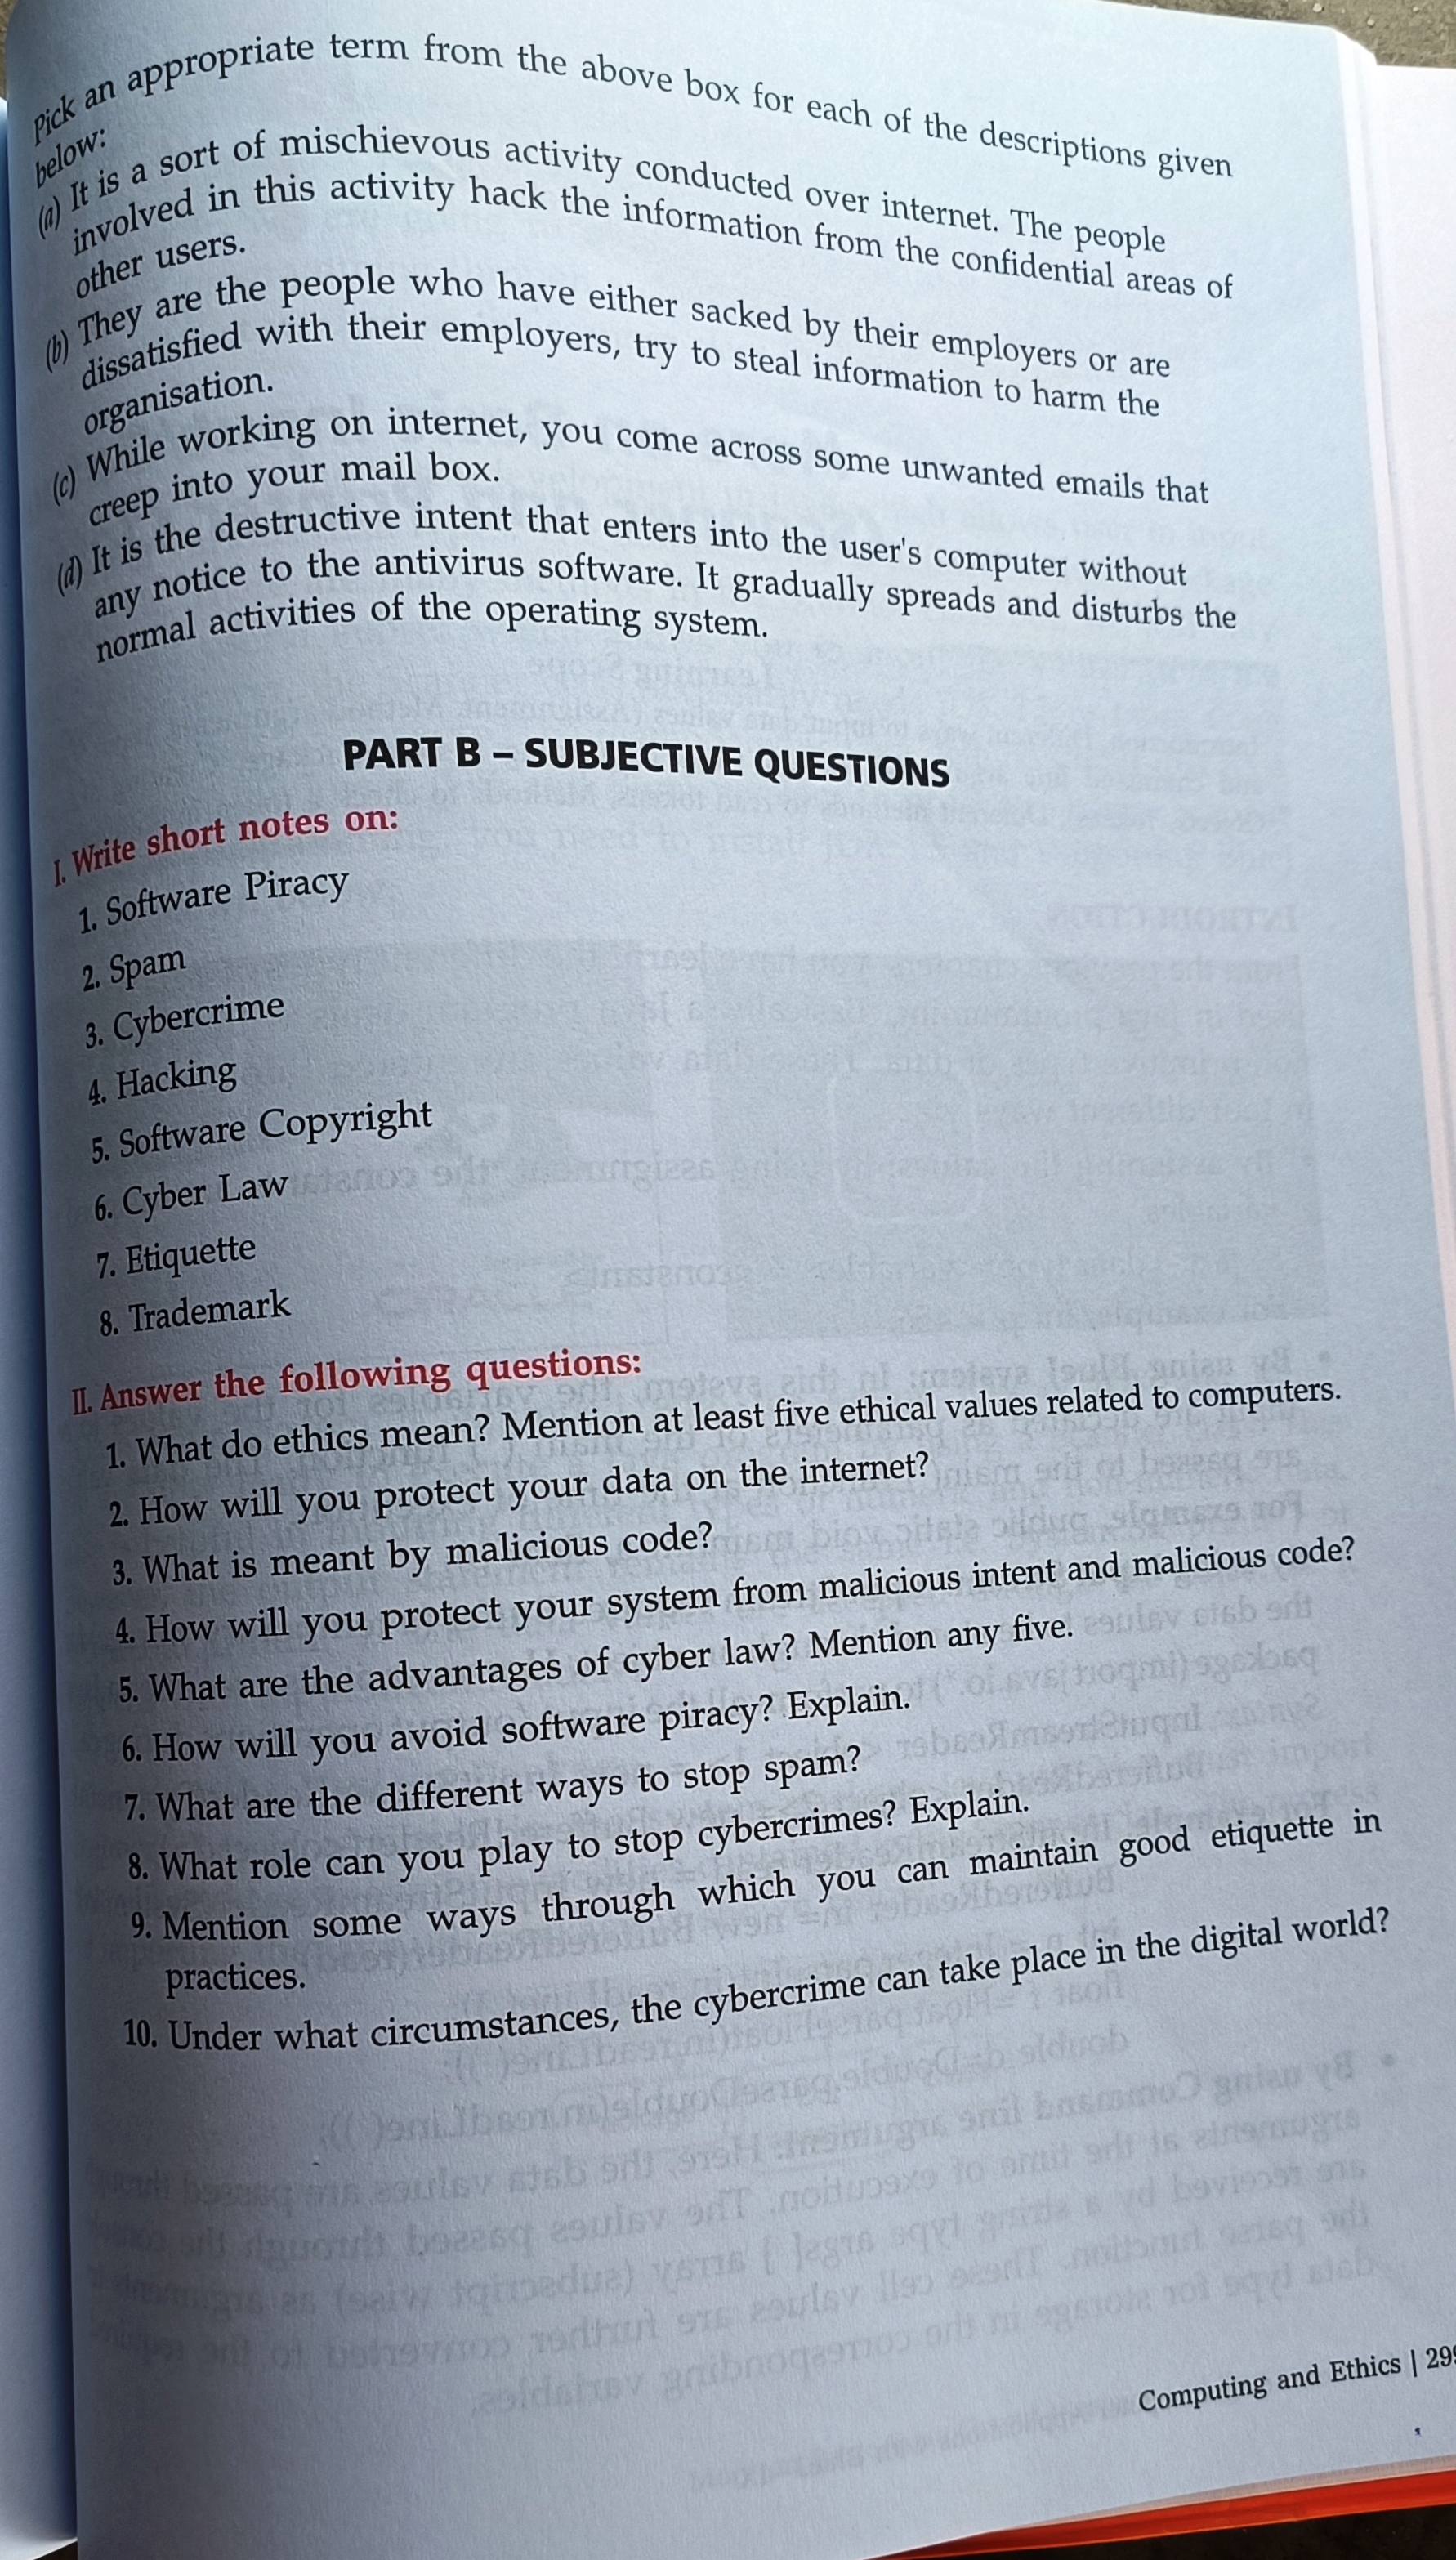 Pick an appropriate term from the above box for each of the descriptions given
below:
(a) It is a sort of mischievous activity conducted over internet. The people
involved in this activity hack the information from the confidential areas of
other users.
(b) They are the people who have either sacked by their employers or are
dissatisfied with their employers, try to steal information to harm the
organisation.
(c) While working on internet, you come across some unwanted emails that
creep into your mail box.
(d) It is the destructive intent that enters into the user's computer without
any notice to the antivirus software. It gradually spreads and disturbs the
normal activities of the operating system.
PART B – SUBJECTIVE QUESTIONS
I. Write short notes on:
1. Software Piracy
2. Spam
3. Cybercrime
4. Hacking
5. Software Copyright
6. Cyber Law
7. Etiquette
8. Trademark
II. Answer the following questions:
1. What do ethics mean? Mention at least five ethical values related to computers.
2. How will you protect your data on the internet?
3. What is meant by malicious code?
4. How will you protect your system from malicious intent and malicious code?
5. What are the advantages of cyber law? Mention any five.
6. How will you avoid software piracy? Explain.
7. What are the different ways to stop spam?
8. What role can you play to stop cybercrimes? Explain.
9. Mention some ways through which you can maintain good etiquette in
practices.
10. Under what circumstances, the cybercrime can take place in the digital world?
Computing and Ethics |